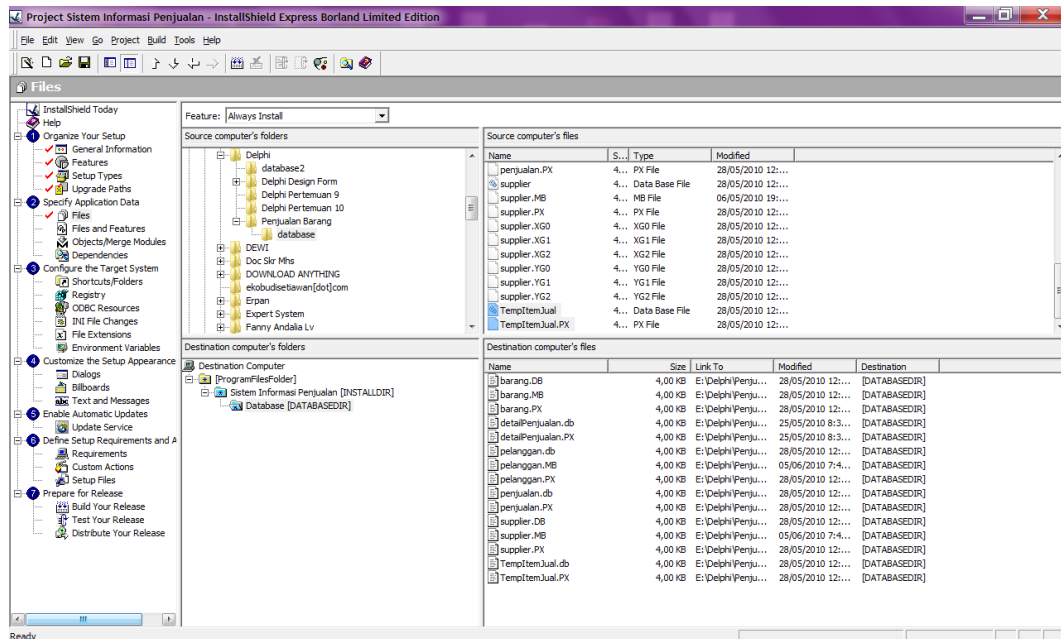 Project Sistem Informasi Penjualan - InstallShield Express Borland Limited Edition
File Edit View Go Project Build Tools Help
Files
InstallShield Today
Help
1 Organize Your Setup
General Information
Features
Setup Types
Upgrade Paths
2 Specify Application Data
Files
Files and Features
Objects/Merge Modules
Dependencies
3 Configure the Target System
Shortcuts/Folders
Registry
ODBC Resources
INI File Changes
File Extensions
Environment Variables
4 Customize the Setup Appearance
Dialogs
Billboards
Text and Messages
5 Enable Automatic Updates
Update Service
6 Define Setup Requirements and A
Requirements
Custom Actions
Setup Files
7 Prepare for Release
Build Your Release
Test Your Release
Distribute Your Release
Feature: Always Install
Source computer's folders
Delphi
database2
Delphi Design Form
Delphi Pertemuan 9
Delphi Pertemuan 10
Penjualan Barang
database
DEWI
Doc Skr Mhs
DOWNLOAD ANYTHING
ekobudisetiawan[dot]com
Erpan
Expert System
Fanny Andalia Lv
Source computer's files
Name S... Type Modified
penjualan.PX 4... PX File 28/05/2010 12:...
supplier 4... Data Base File 28/05/2010 12:...
supplier.MB 4... MB File 06/05/2010 19:...
supplier.PX 4... PX File 28/05/2010 12:...
supplier.XG0 4... XG0 File 28/05/2010 12:...
supplier.XG1 4... XG1 File 28/05/2010 12:...
supplier.XG2 4... XG2 File 28/05/2010 12:...
supplier.YG0 4... YG0 File 28/05/2010 12:...
supplier.YG1 4... YG1 File 28/05/2010 12:...
supplier.YG2 4... YG2 File 28/05/2010 12:...
TempItemJual 4... Data Base File 28/05/2010 12:...
TempItemJual.PX 4... PX File 28/05/2010 12:...
Destination computer's folders
Destination Computer
[ProgramFilesFolder]
Sistem Informasi Penjualan [INSTALLDIR]
Database [DATABASEDIR]
Destination computer's files
Name Size Link To Modified Destination
barang.DB 4,00 KB E:\Delphi\Penju... 28/05/2010 12:... [DATABASEDIR]
barang.MB 4,00 KB E:\Delphi\Penju... 28/05/2010 12:... [DATABASEDIR]
barang.PX 4,00 KB E:\Delphi\Penju... 28/05/2010 12:... [DATABASEDIR]
detailPenjualan.db 4,00 KB E:\Delphi\Penju... 25/05/2010 8:3... [DATABASEDIR]
detailPenjualan.PX 4,00 KB E:\Delphi\Penju... 25/05/2010 8:3... [DATABASEDIR]
pelanggan.db 4,00 KB E:\Delphi\Penju... 28/05/2010 12:... [DATABASEDIR]
pelanggan.MB 4,00 KB E:\Delphi\Penju... 05/06/2010 7:4... [DATABASEDIR]
pelanggan.PX 4,00 KB E:\Delphi\Penju... 28/05/2010 12:... [DATABASEDIR]
penjualan.db 4,00 KB E:\Delphi\Penju... 28/05/2010 12:... [DATABASEDIR]
penjualan.PX 4,00 KB E:\Delphi\Penju... 28/05/2010 12:... [DATABASEDIR]
supplier.DB 4,00 KB E:\Delphi\Penju... 28/05/2010 12:... [DATABASEDIR]
supplier.MB 4,00 KB E:\Delphi\Penju... 05/06/2010 7:4... [DATABASEDIR]
supplier.PX 4,00 KB E:\Delphi\Penju... 28/05/2010 12:... [DATABASEDIR]
TempItemJual.db 4,00 KB E:\Delphi\Penju... 28/05/2010 12:... [DATABASEDIR]
TempItemJual.PX 4,00 KB E:\Delphi\Penju... 28/05/2010 12:... [DATABASEDIR]
Ready